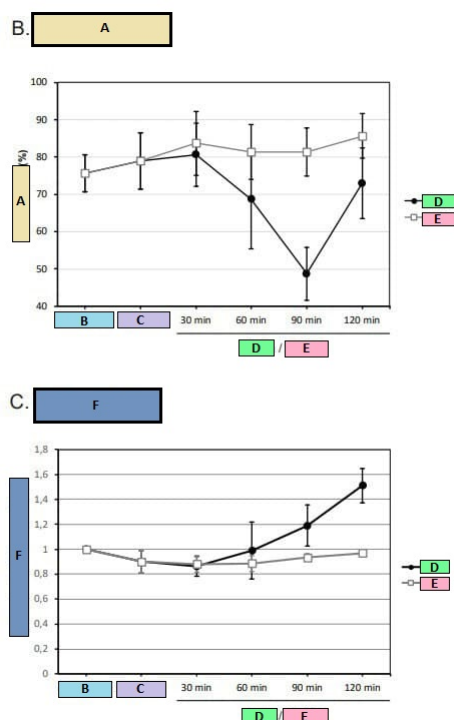 B. A
100
90
80
70
60
50
40
A (%)
B C 30 min 60 min 90 min 120 min
D / E
D
E
C. F
1,8
1,6
1,4
1,2
1
0,8
0,6
0,4
0,2
0
F
B C 30 min 60 min 90 min 120 min
D / E
D
E